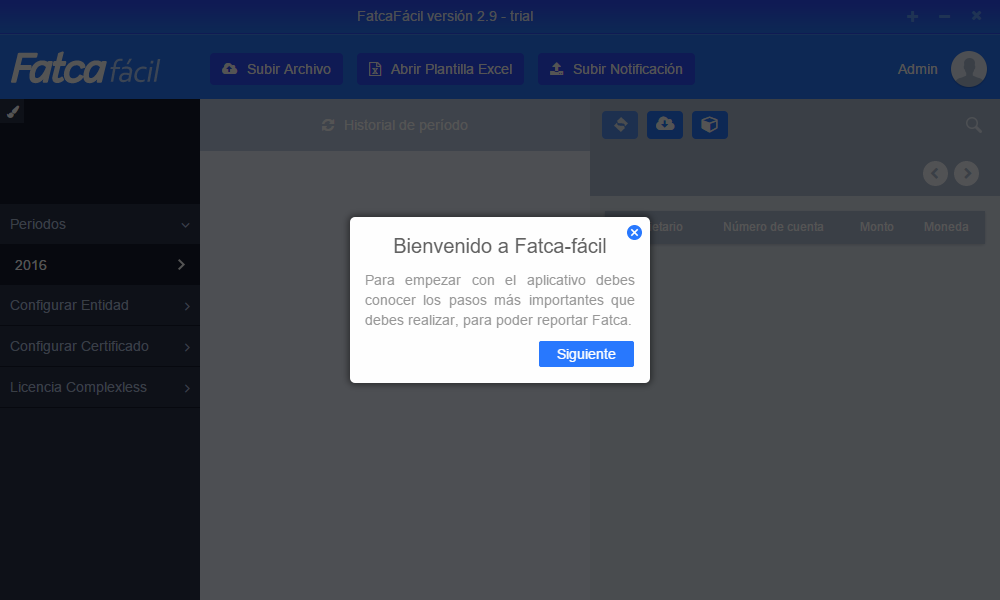 FatcaFácil versión 2.9 - trial
Fatca fácil
Subir Archivo
Abrir Plantilla Excel
Subir Notificación
Admin
Historial de período
Periodos
2016
Configurar Entidad
Configurar Certificado
Licencia Complexless
Número de cuenta
Monto
Moneda
Bienvenido a Fatca-fácil
Para empezar con el aplicativo debes
conocer los pasos más importantes que
debes realizar, para poder reportar Fatca.
Siguiente